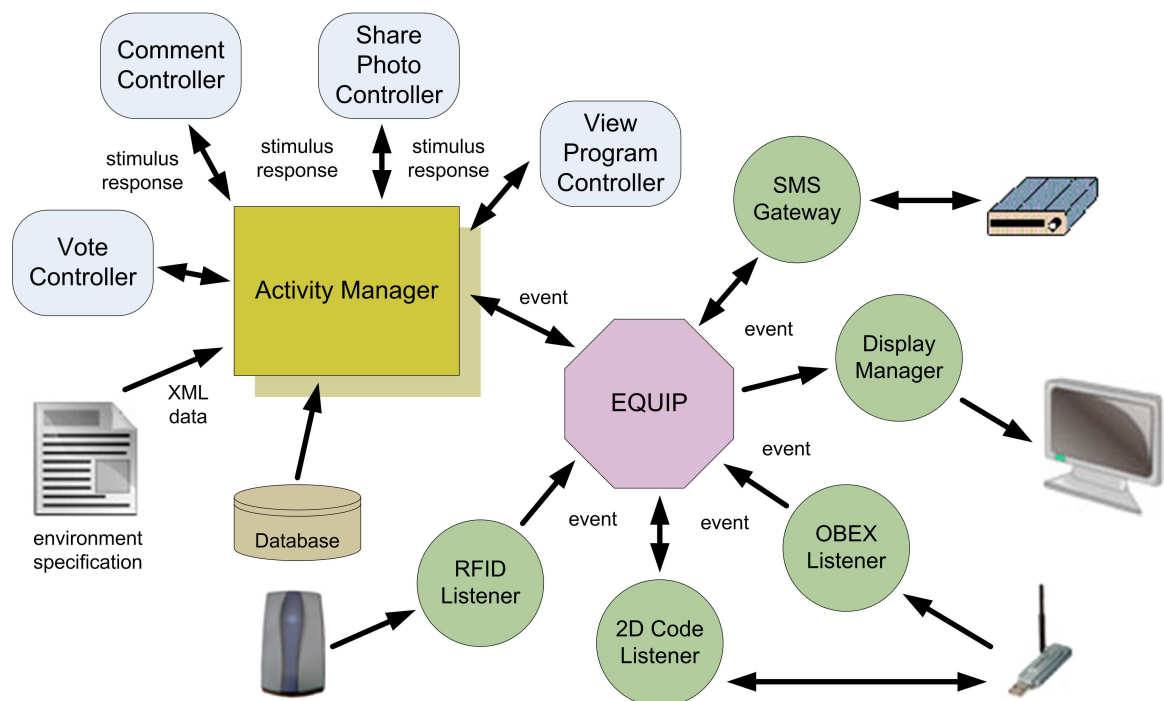 Comment
Controller
Share
Photo
Controller
View
Program
Controller
stimulus
response
stimulus
response
stimulus
response
SMS
Gateway
Vote
Controller
Activity Manager
event
event
Display
Manager
XML
data
EQUIP
event
environment
specification
Database
event
event
OBEX
Listener
RFID
Listener
2D Code
Listener